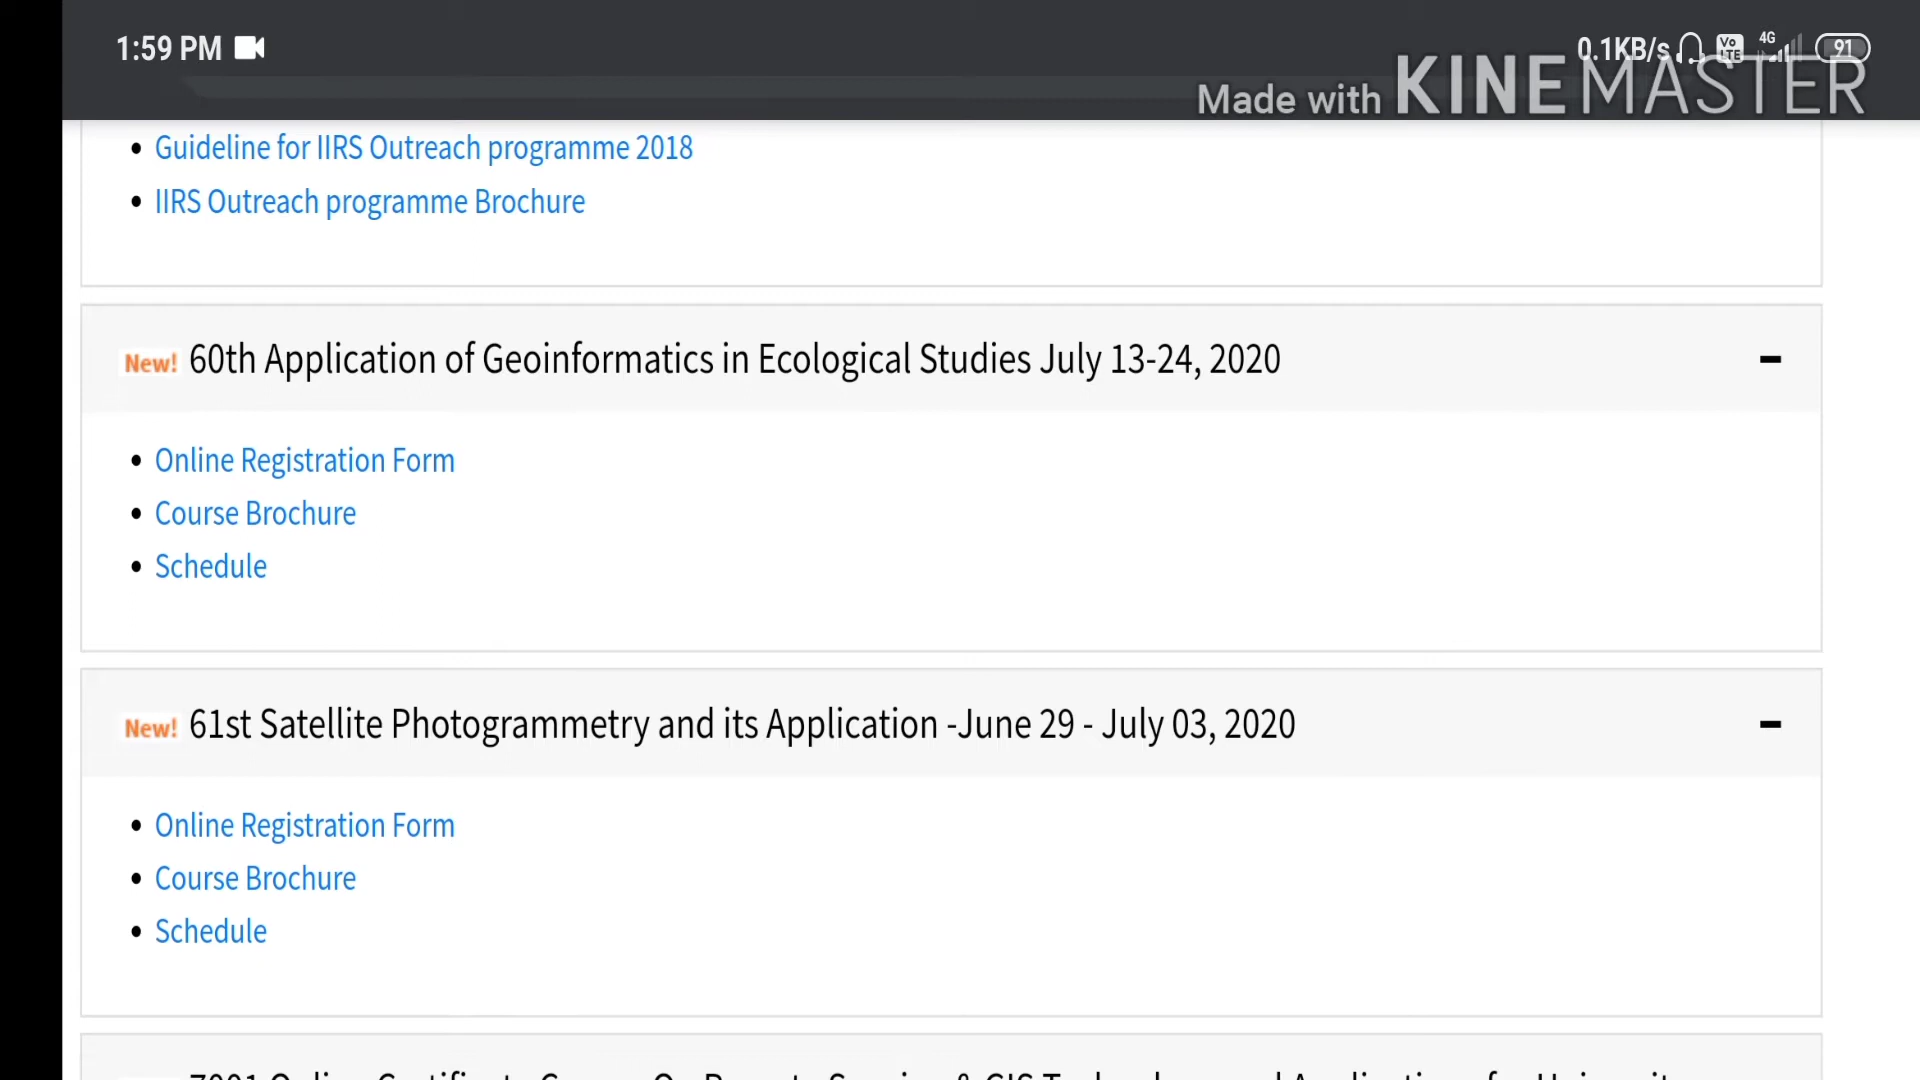 1:59 PM
0.1KB/s Vo LTE 4G 91
Made with KINEMASTER
• Guideline for IIRS Outreach programme 2018
• IIRS Outreach programme Brochure
New! 60th Application of Geoinformatics in Ecological Studies July 13-24, 2020
• Online Registration Form
• Course Brochure
• Schedule
New! 61st Satellite Photogrammetry and its Application -June 29 - July 03, 2020
• Online Registration Form
• Course Brochure
• Schedule